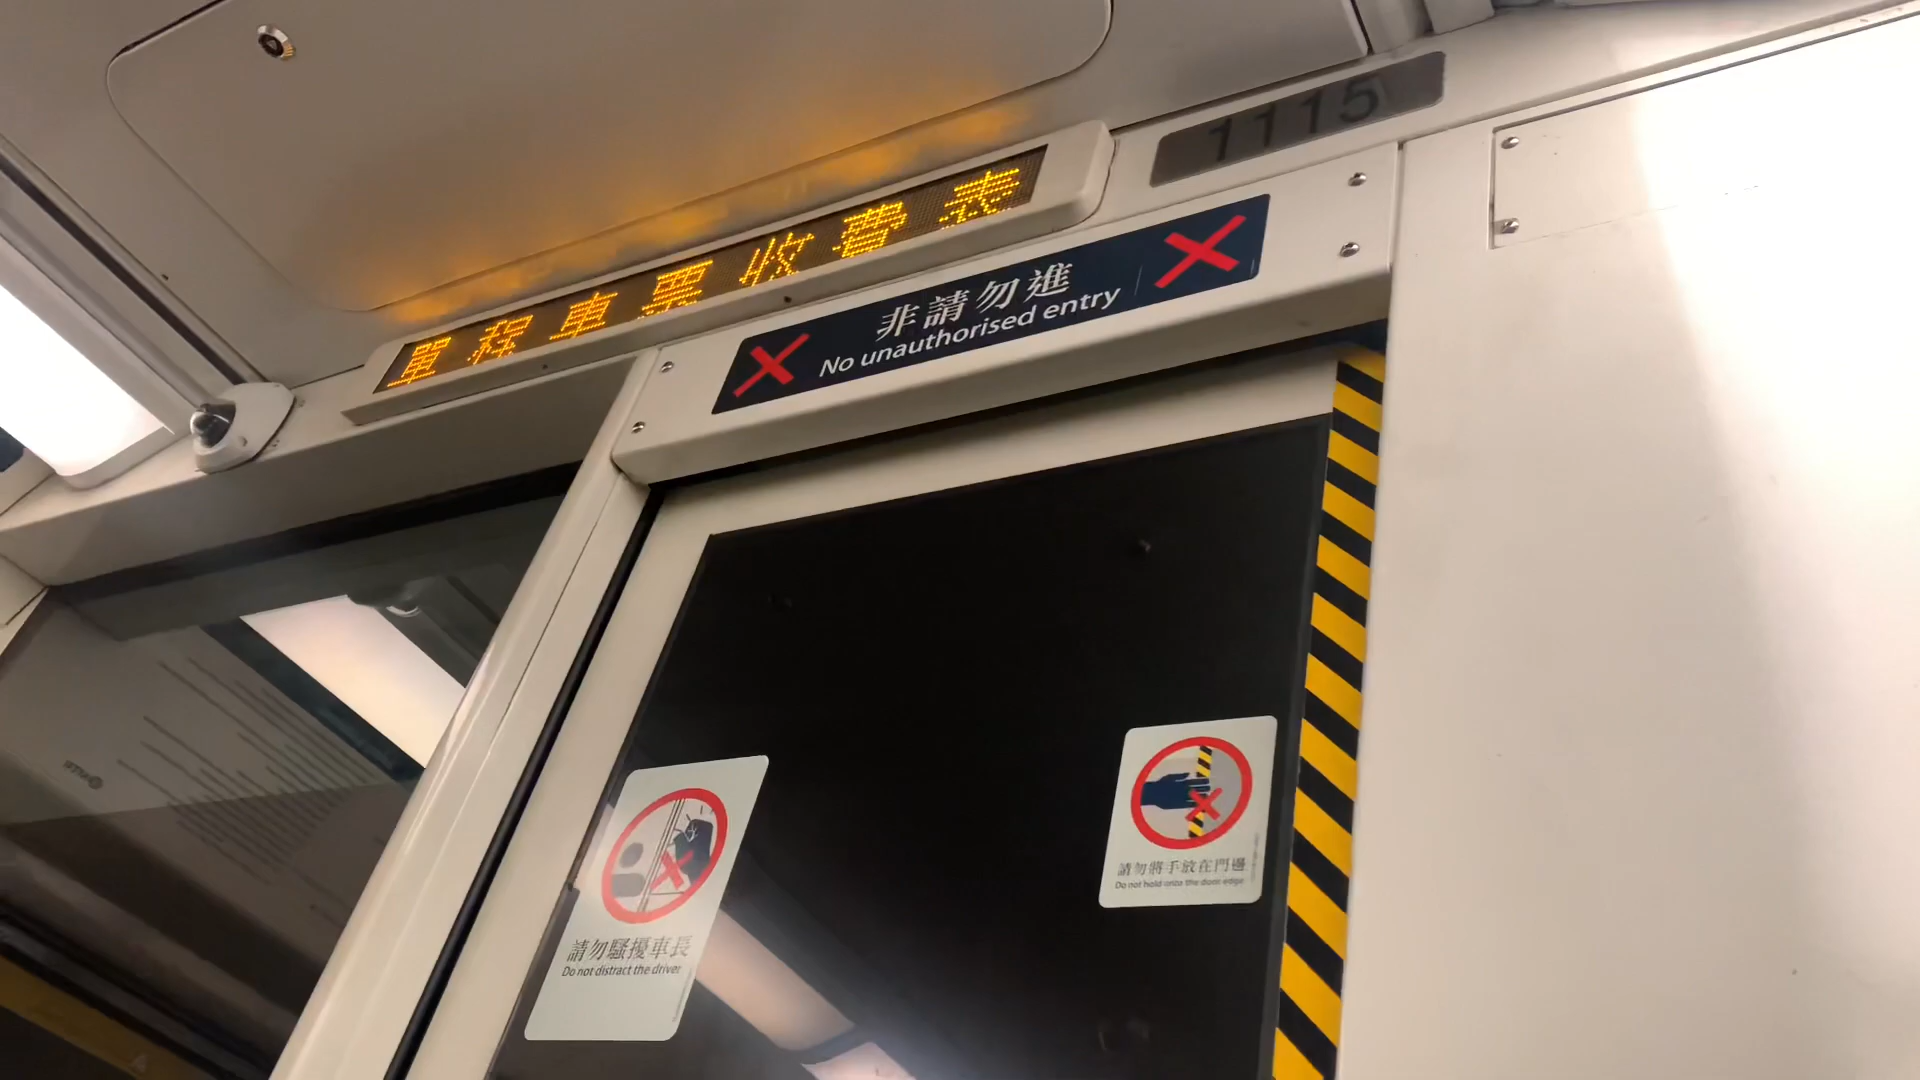 1115
單程車票收費表
非請勿進
No unauthorised entry
請勿將手放在門邊
Do not hold onto the door edge
請勿騷擾車長
Do not distract the driver